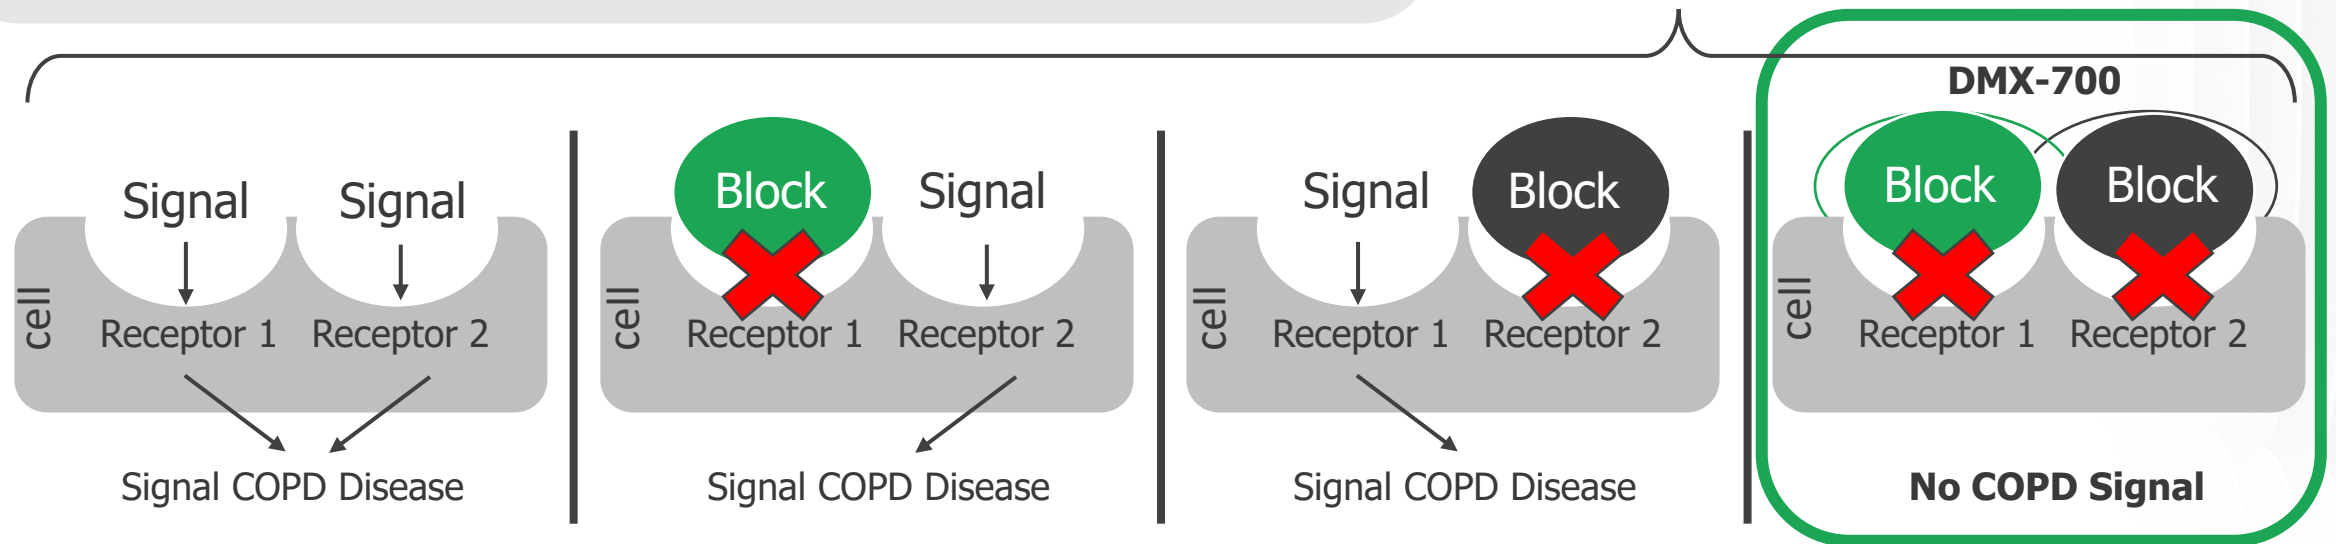 DMX-700
Signal Signal
cell
Receptor 1 Receptor 2
Signal COPD Disease
Block Signal
cell
Receptor 1 Receptor 2
Signal COPD Disease
Signal Block
cell
Receptor 1 Receptor 2
Signal COPD Disease
Block Block
cell
Receptor 1 Receptor 2
No COPD Signal